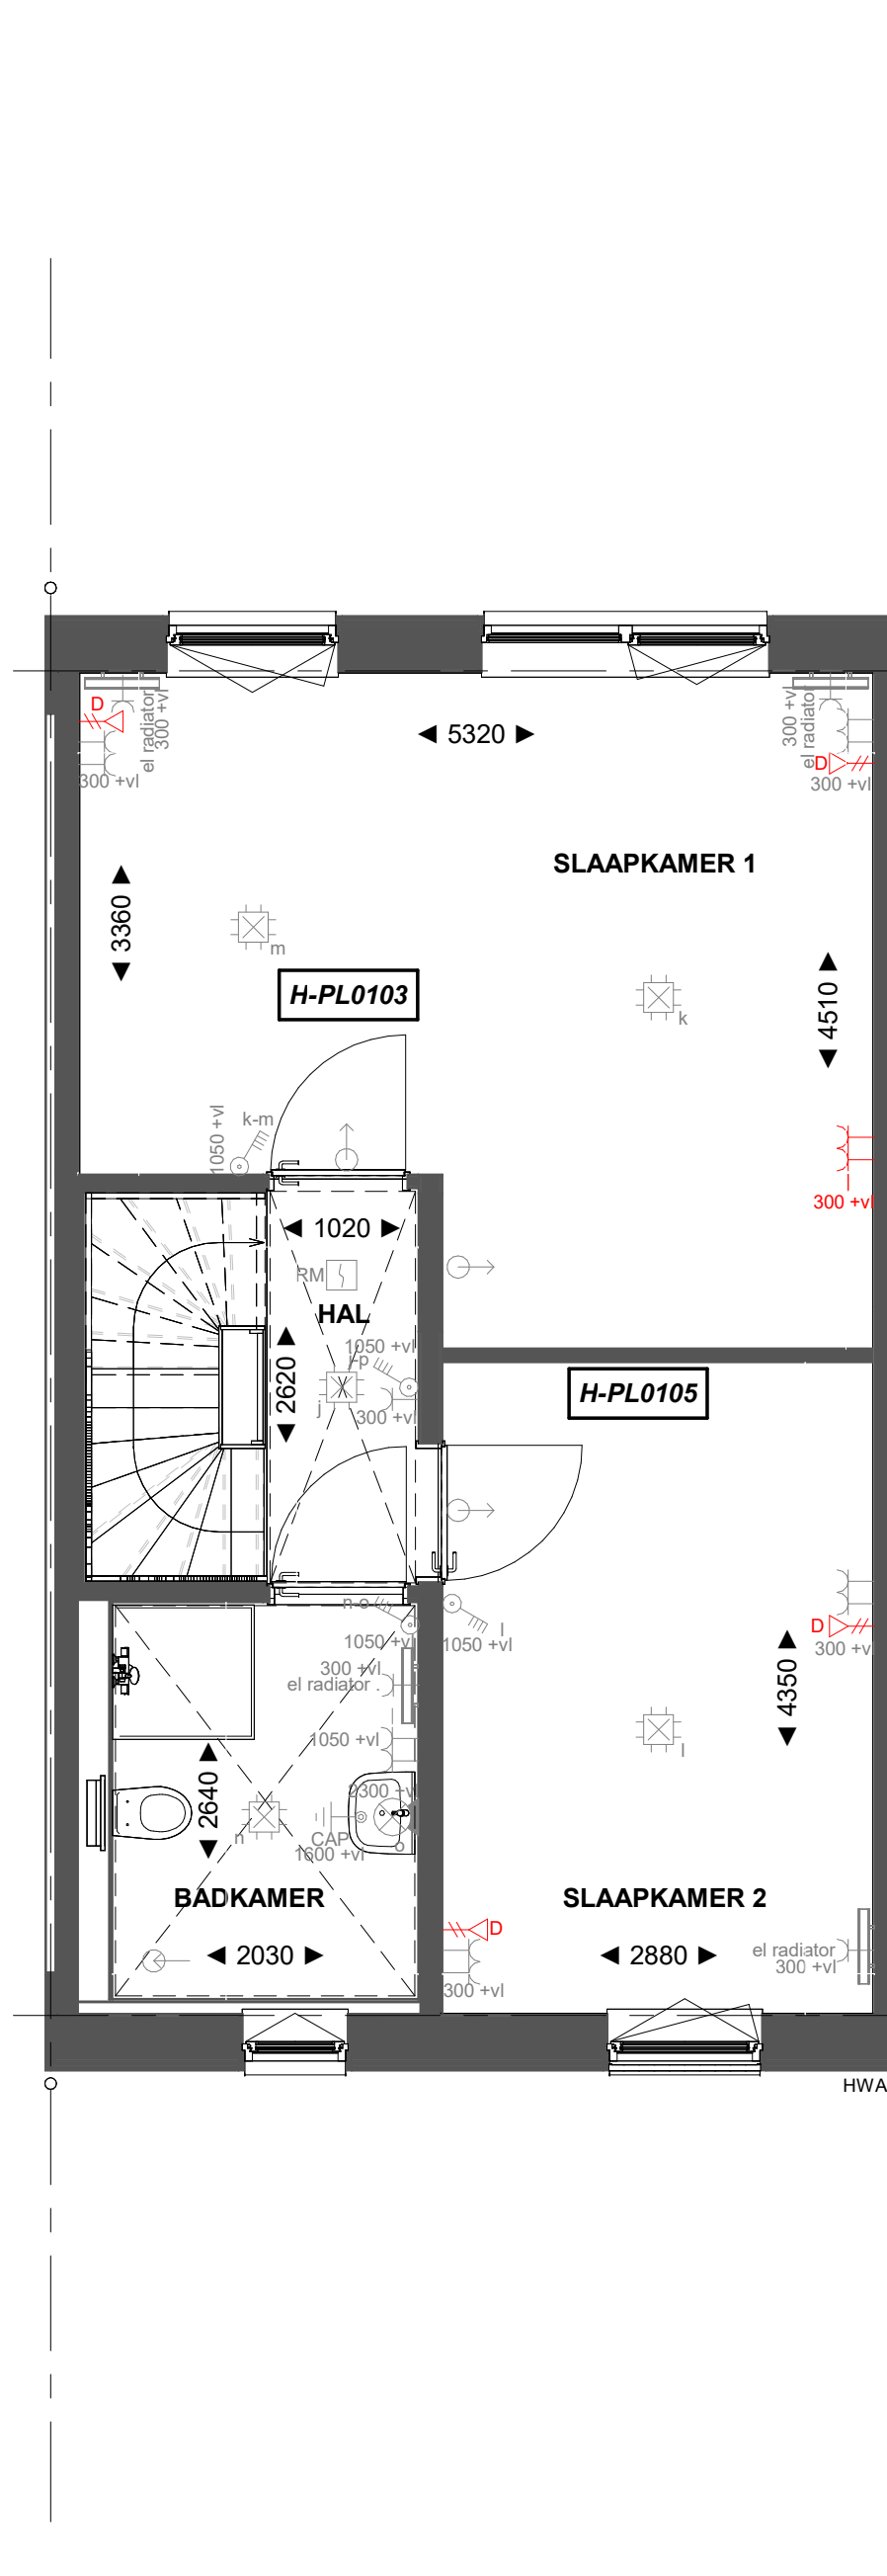 D
el radiator
300 +vl
300 +vl
◄ 5320 ►
300 +vl
el radiator
D
300 +vl
SLAAPKAMER 1
◄ 3360 ►
m
H-PL0103
k
◄ 4510 ►
1050 +vl
k-m
300 +vl
◄ 1020 ►
RM
HAL
1050 +vl
j-p
◄ 2620 ►
j
300 +vl
H-PL0105
n-o
1050 +vl
l
1050 +vl
D
300 +vl
300 +vl
el radiator .
◄ 4350 ►
1050 +vl
l
2300 +vl
◄ 2640 ►
n
CAP
o
1600 +vl
BADKAMER
SLAAPKAMER 2
D
◄ 2030 ►
◄ 2880 ►
el radiator
300 +vl
300 +vl
HWA